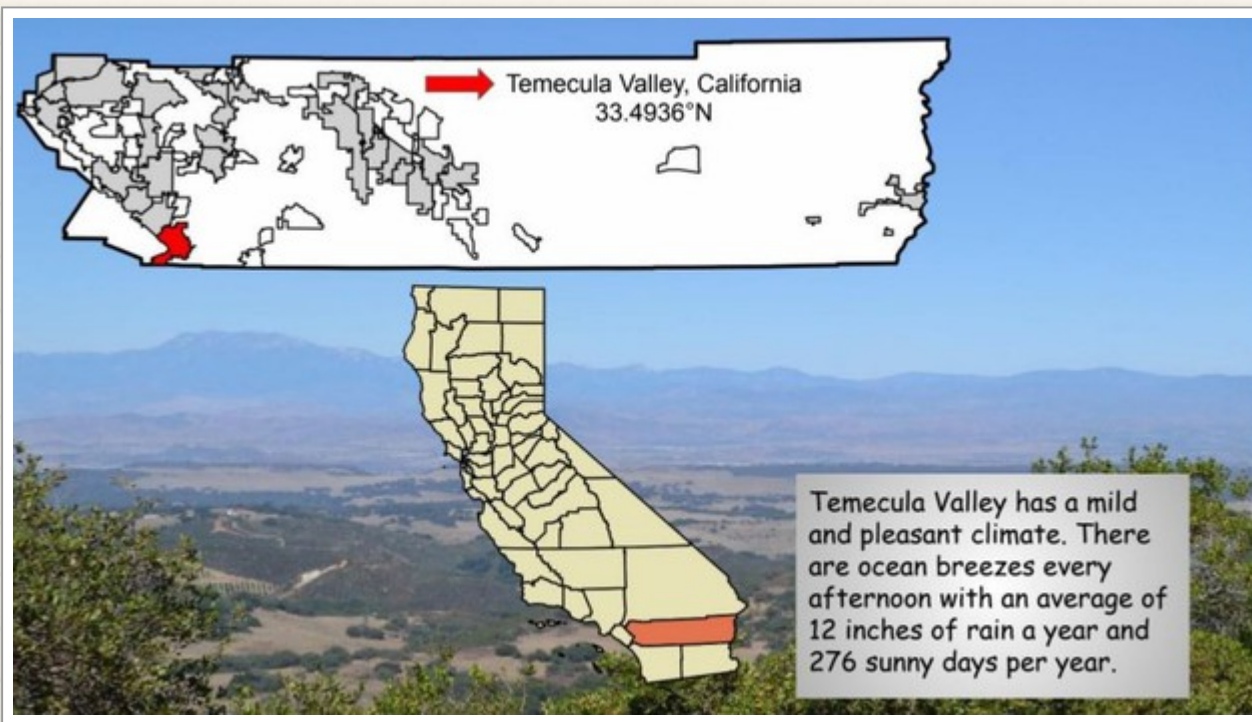 Temecula Valley, California
33.4936°N
Temecula Valley has a mild
and pleasant climate. There
are ocean breezes every
afternoon with an average of
12 inches of rain a year and
276 sunny days per year.